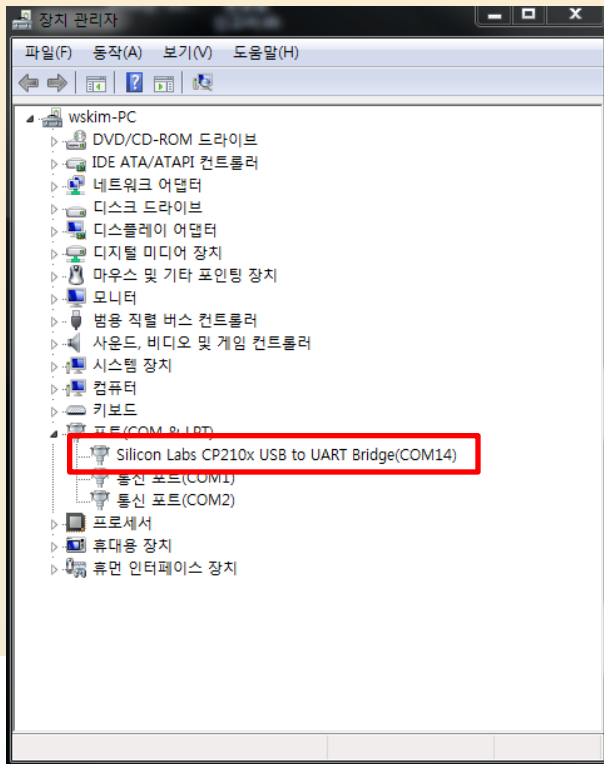 장치 관리자
파일(F) 동작(A) 보기(V) 도움말(H)
wskim-PC
DVD/CD-ROM 드라이브
IDE ATA/ATAPI 컨트롤러
네트워크 어댑터
디스크 드라이브
디스플레이 어댑터
디지털 미디어 장치
마우스 및 기타 포인팅 장치
모니터
범용 직렬 버스 컨트롤러
사운드, 비디오 및 게임 컨트롤러
시스템 장치
컴퓨터
키보드
포트(COM & LPT)
Silicon Labs CP210x USB to UART Bridge(COM14)
통신 포트(COM1)
통신 포트(COM2)
프로세서
휴대용 장치
휴먼 인터페이스 장치